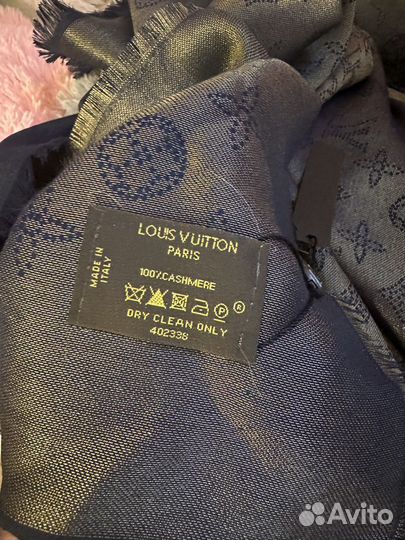 LOUIS VUITTON
PARIS
MADE IN
ITALY
100% CASHMERE
P
®
DRY CLEAN ONLY
402338
Avito